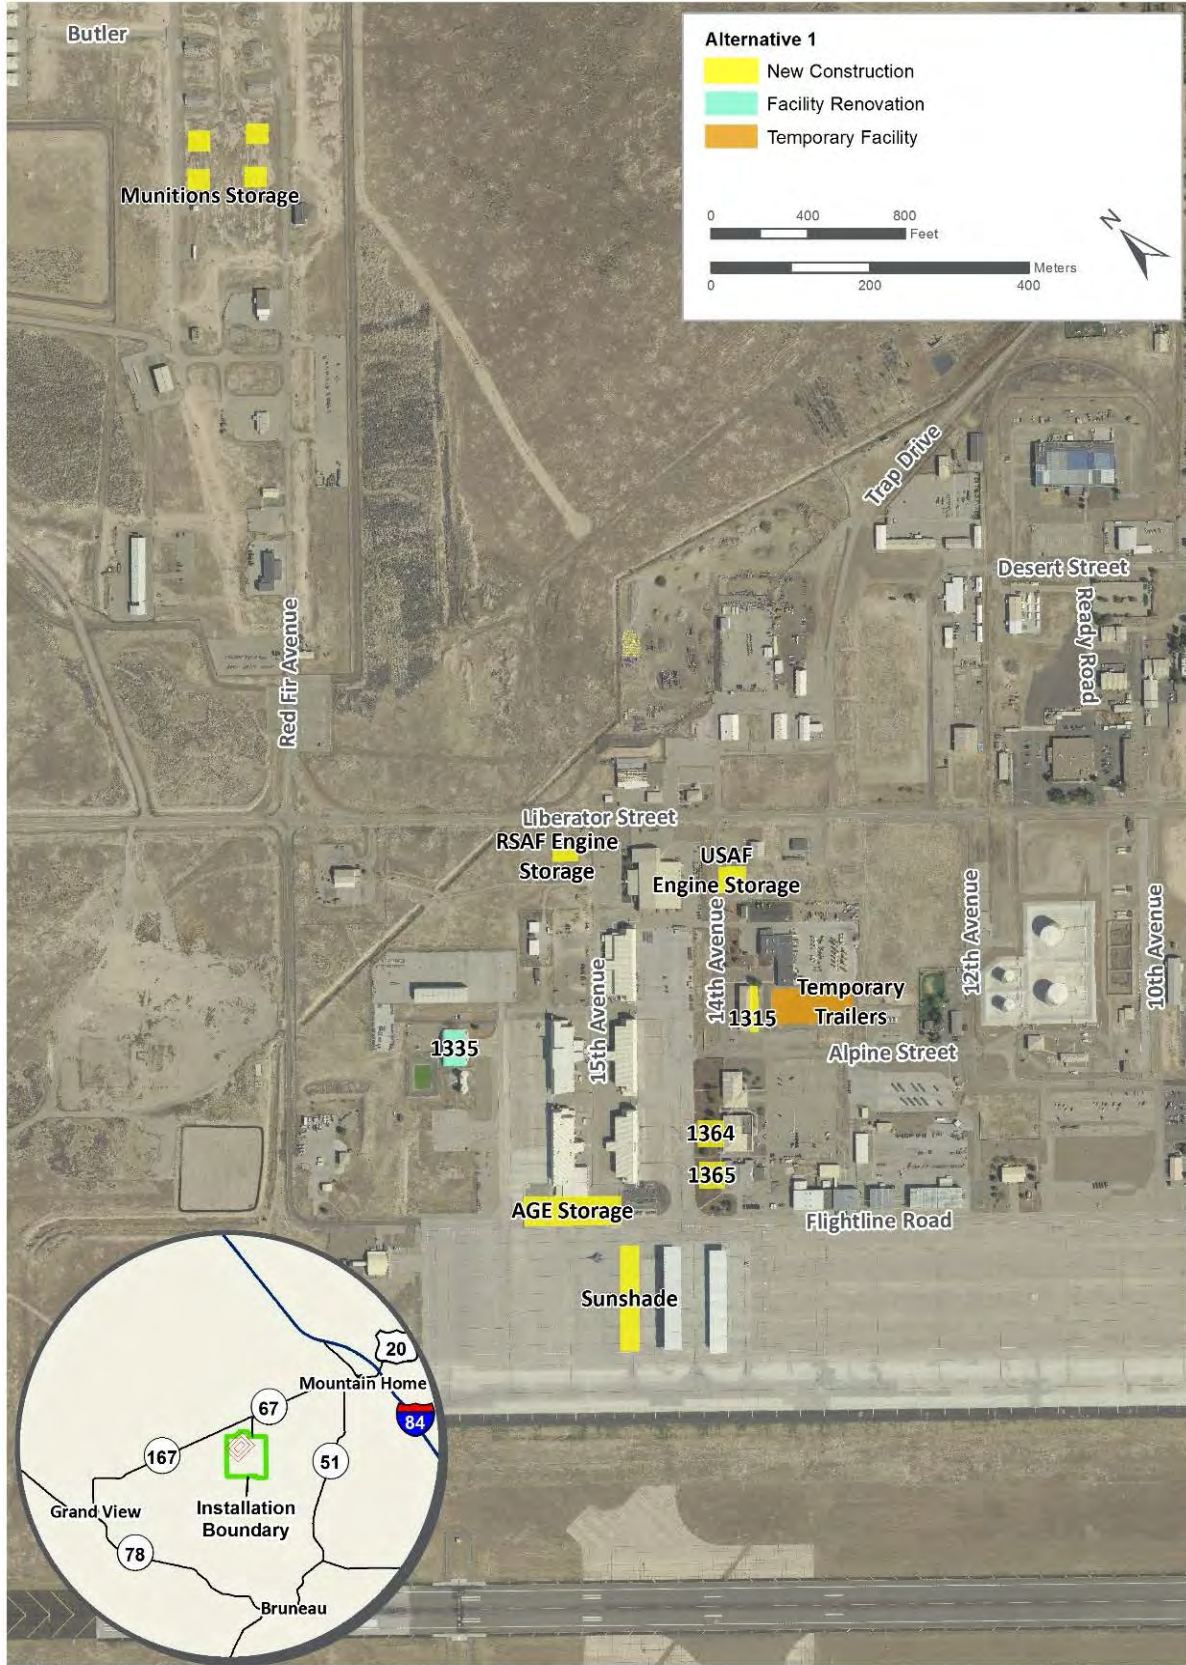 Butler
Alternative 1
New Construction
Facility Renovation
Temporary Facility
0 400 800
Feet
N
Meters
0 200 400
Munitions Storage
Trap Drive
Desert Street
Ready Road
Red Fir Avenue
Liberator Street
RSAF Engine
Storage
USAF
Engine Storage
14th Avenue
12th Avenue
10th Avenue
15th Avenue
Temporary
Trailers
1315
1335
Alpine Street
1364
1365
AGE Storage
Flightline Road
Sunshade
20
Mountain Home
67
84
167
51
Grand View
Installation
Boundary
78
Bruneau